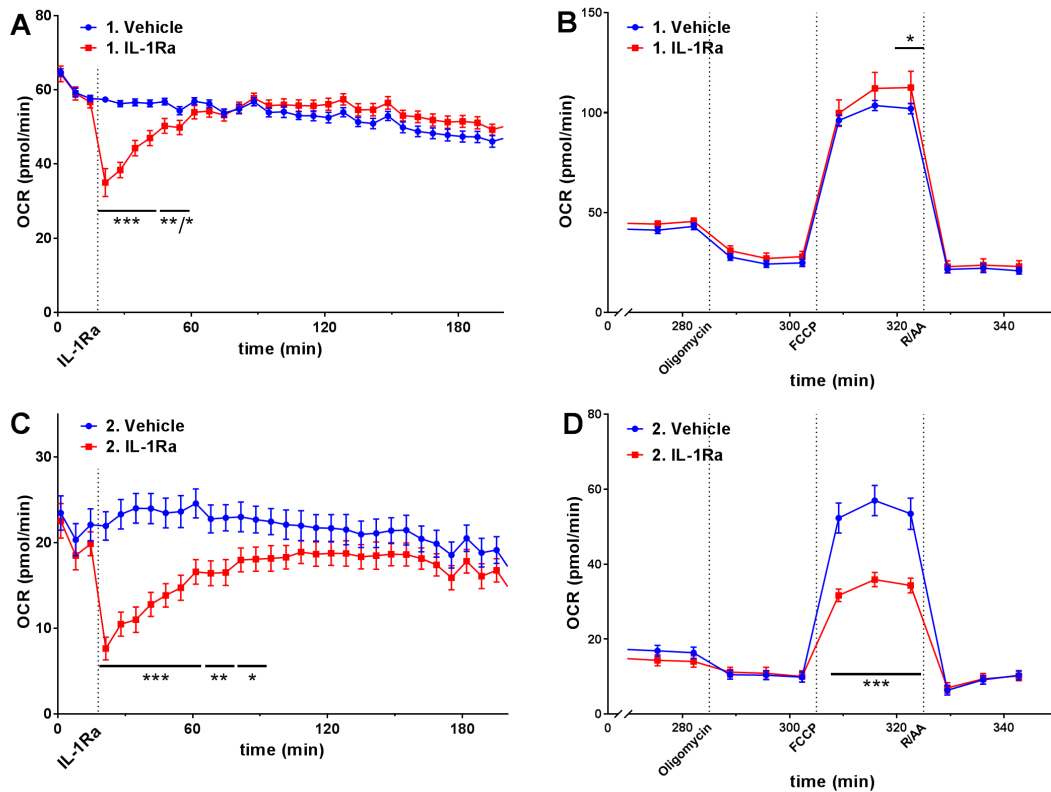 A
1. Vehicle
1. IL-1Ra
80
60
40
20
0
OCR (pmol/min)
***
**/*
0
60
120
180
IL-1Ra
time (min)
B
1. Vehicle
1. IL-1Ra
150
100
50
0
OCR (pmol/min)
*
0
280
300
320
340
Oligomycin
FCCP
R/AA
time (min)
C
2. Vehicle
2. IL-1Ra
30
20
10
0
OCR (pmol/min)
***
**
*
0
60
120
180
IL-1Ra
time (min)
D
2. Vehicle
2. IL-1Ra
80
60
40
20
0
OCR (pmol/min)
***
0
280
300
320
340
Oligomycin
FCCP
R/AA
time (min)